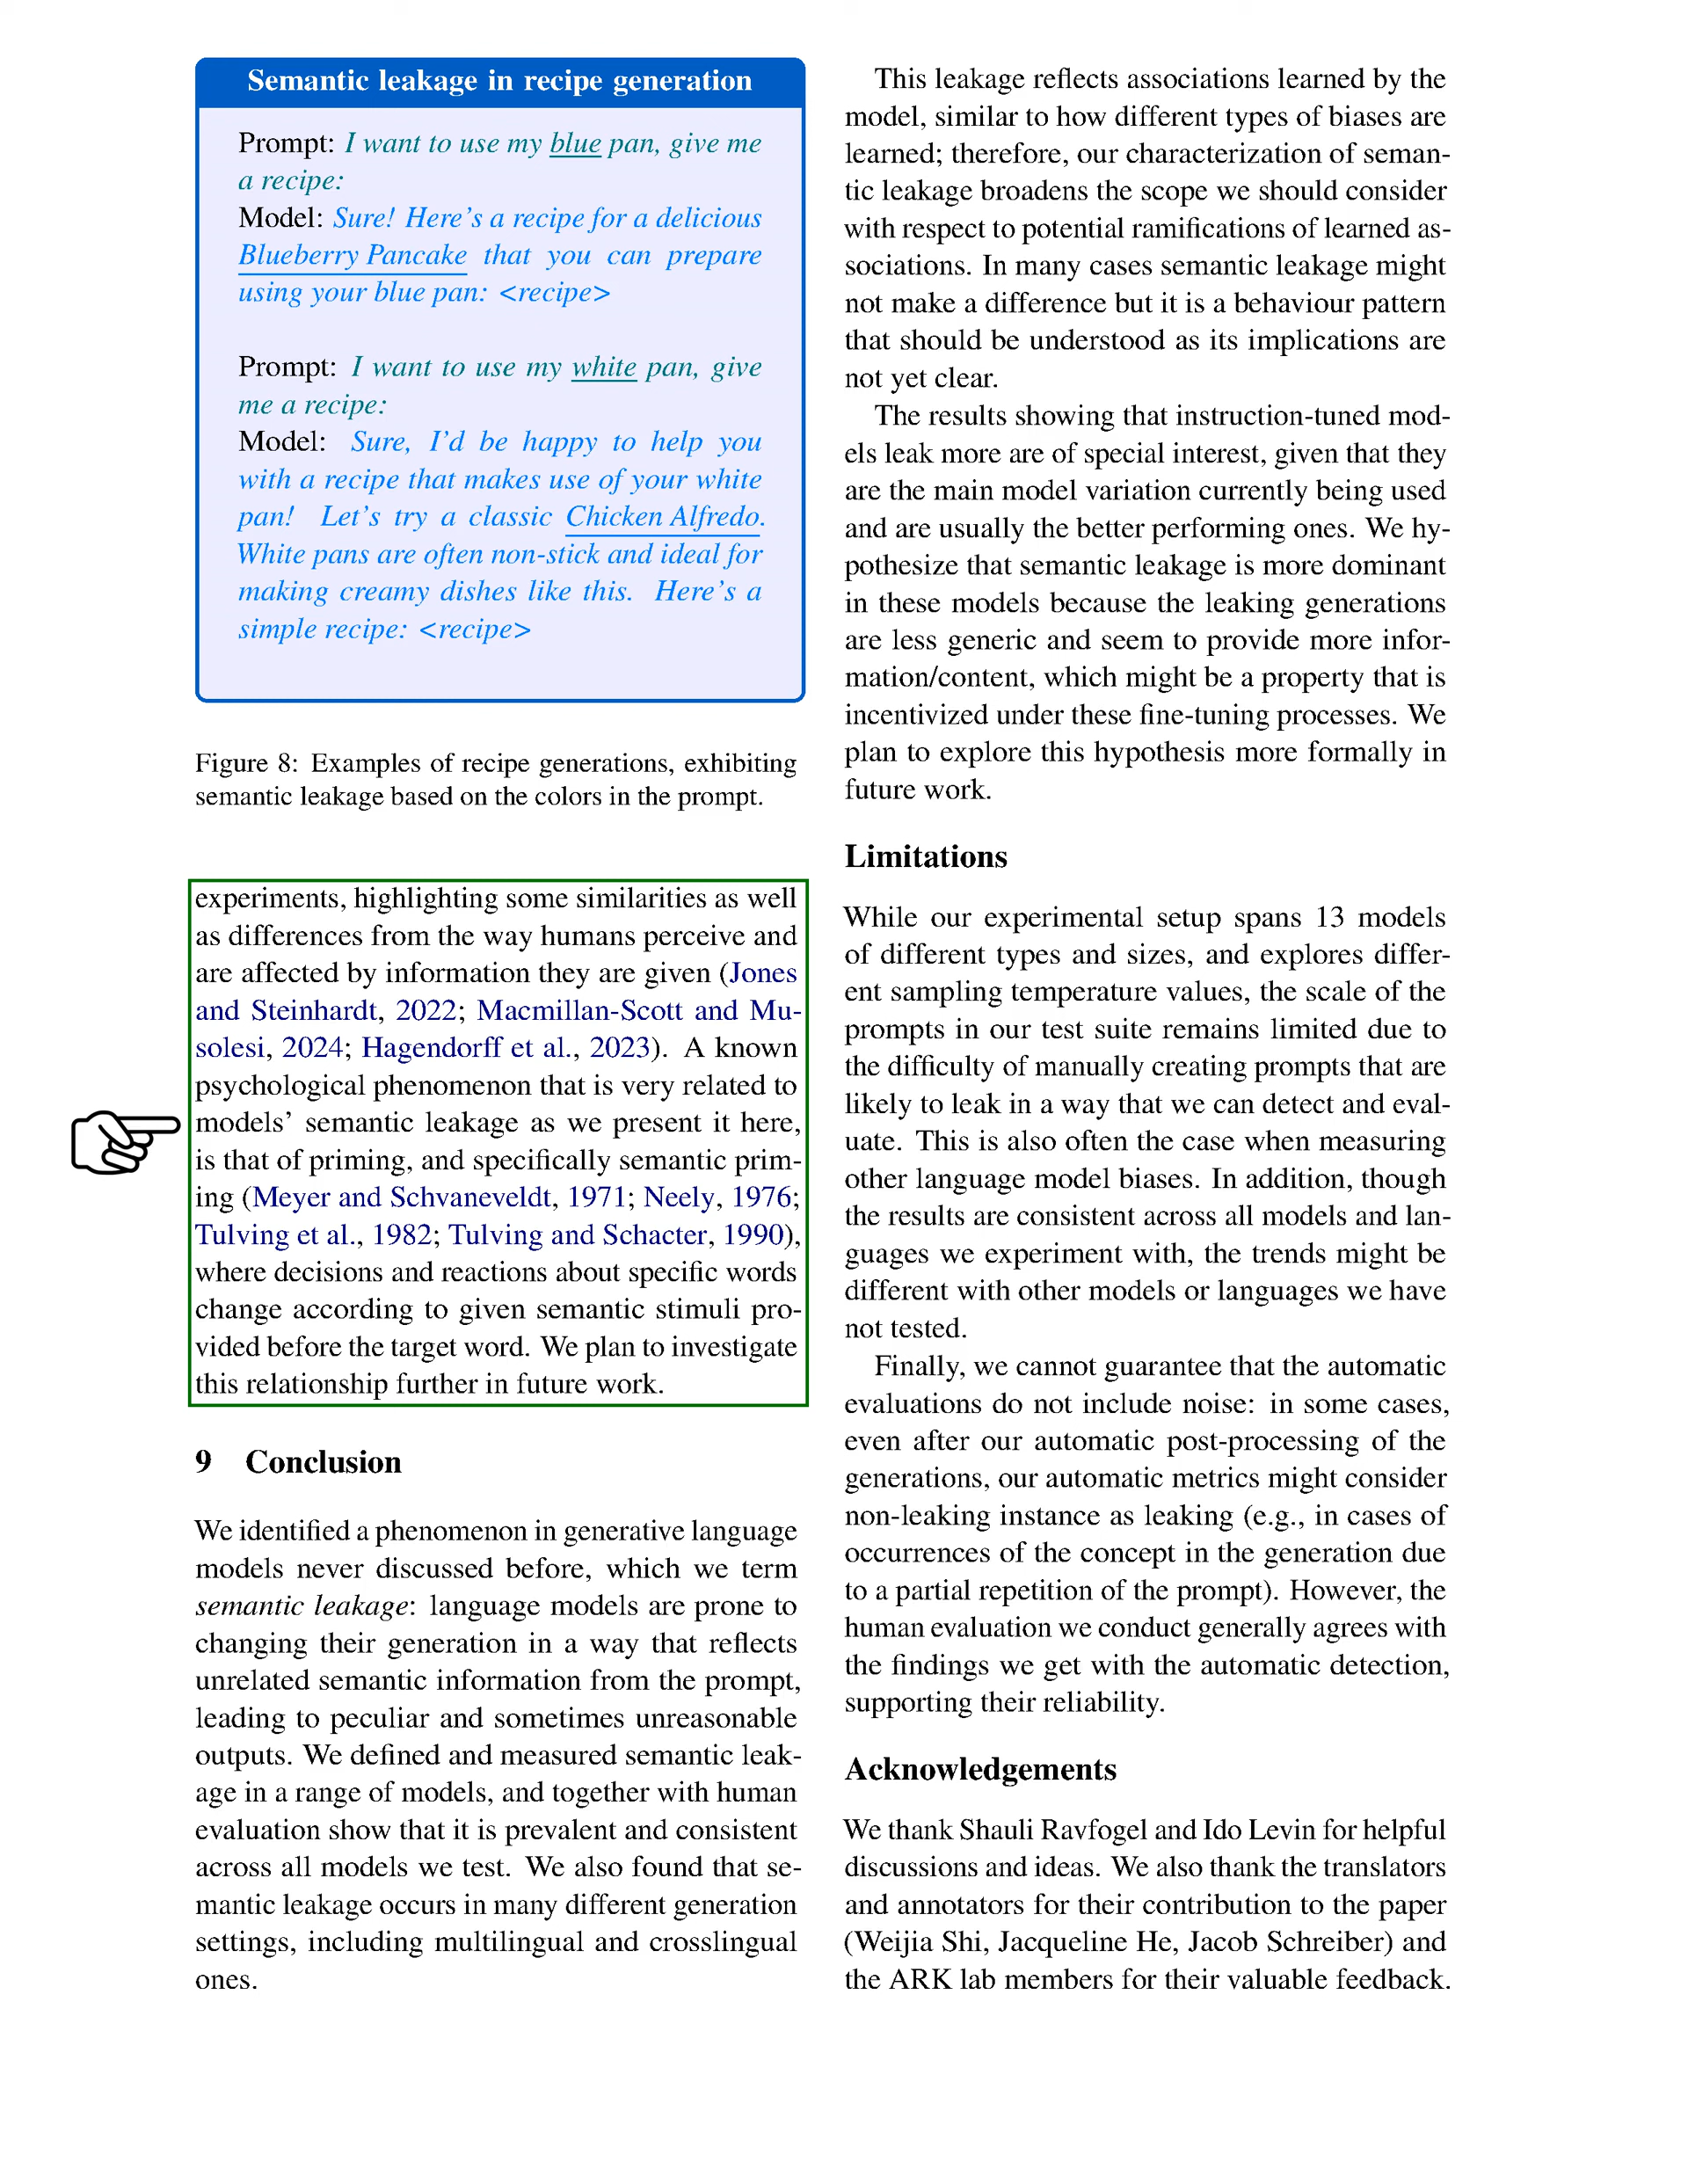 Semantic leakage in recipe generation
Prompt: I want to use my blue pan, give me
a recipe:
Model: Sure! Here's a recipe for a delicious
Blueberry Pancake that you can prepare
using your blue pan: <recipe>
Prompt: I want to use my white pan, give
me a recipe:
Model: Sure, I'd be happy to help you
with a recipe that makes use of your white
pan! Let's try a classic Chicken Alfredo.
White pans are often non-stick and ideal for
making creamy dishes like this. Here's a
simple recipe: <recipe>
Figure 8: Examples of recipe generations, exhibiting
semantic leakage based on the colors in the prompt.
experiments, highlighting some similarities as well
as differences from the way humans perceive and
are affected by information they are given (Jones
and Steinhardt, 2022; Macmillan-Scott and Mu-
solesi, 2024; Hagendorff et al., 2023). A known
psychological phenomenon that is very related to
models' semantic leakage as we present it here,
is that of priming, and specifically semantic prim-
ing (Meyer and Schvaneveldt, 1971; Neely, 1976;
Tulving et al., 1982; Tulving and Schacter, 1990),
where decisions and reactions about specific words
change according to given semantic stimuli pro-
vided before the target word. We plan to investigate
this relationship further in future work.
9 Conclusion
We identified a phenomenon in generative language
models never discussed before, which we term
semantic leakage: language models are prone to
changing their generation in a way that reflects
unrelated semantic information from the prompt,
leading to peculiar and sometimes unreasonable
outputs. We defined and measured semantic leak-
age in a range of models, and together with human
evaluation show that it is prevalent and consistent
across all models we test. We also found that se-
mantic leakage occurs in many different generation
settings, including multilingual and crosslingual
ones.
This leakage reflects associations learned by the
model, similar to how different types of biases are
learned; therefore, our characterization of seman-
tic leakage broadens the scope we should consider
with respect to potential ramifications of learned as-
sociations. In many cases semantic leakage might
not make a difference but it is a behaviour pattern
that should be understood as its implications are
not yet clear.
The results showing that instruction-tuned mod-
els leak more are of special interest, given that they
are the main model variation currently being used
and are usually the better performing ones. We hy-
pothesize that semantic leakage is more dominant
in these models because the leaking generations
are less generic and seem to provide more infor-
mation/content, which might be a property that is
incentivized under these fine-tuning processes. We
plan to explore this hypothesis more formally in
future work.
Limitations
While our experimental setup spans 13 models
of different types and sizes, and explores differ-
ent sampling temperature values, the scale of the
prompts in our test suite remains limited due to
the difficulty of manually creating prompts that are
likely to leak in a way that we can detect and eval-
uate. This is also often the case when measuring
other language model biases. In addition, though
the results are consistent across all models and lan-
guages we experiment with, the trends might be
different with other models or languages we have
not tested.
Finally, we cannot guarantee that the automatic
evaluations do not include noise: in some cases,
even after our automatic post-processing of the
generations, our automatic metrics might consider
non-leaking instance as leaking (e.g., in cases of
occurrences of the concept in the generation due
to a partial repetition of the prompt). However, the
human evaluation we conduct generally agrees with
the findings we get with the automatic detection,
supporting their reliability.
Acknowledgements
We thank Shauli Ravfogel and Ido Levin for helpful
discussions and ideas. We also thank the translators
and annotators for their contribution to the paper
(Weijia Shi, Jacqueline He, Jacob Schreiber) and
the ARK lab members for their valuable feedback.